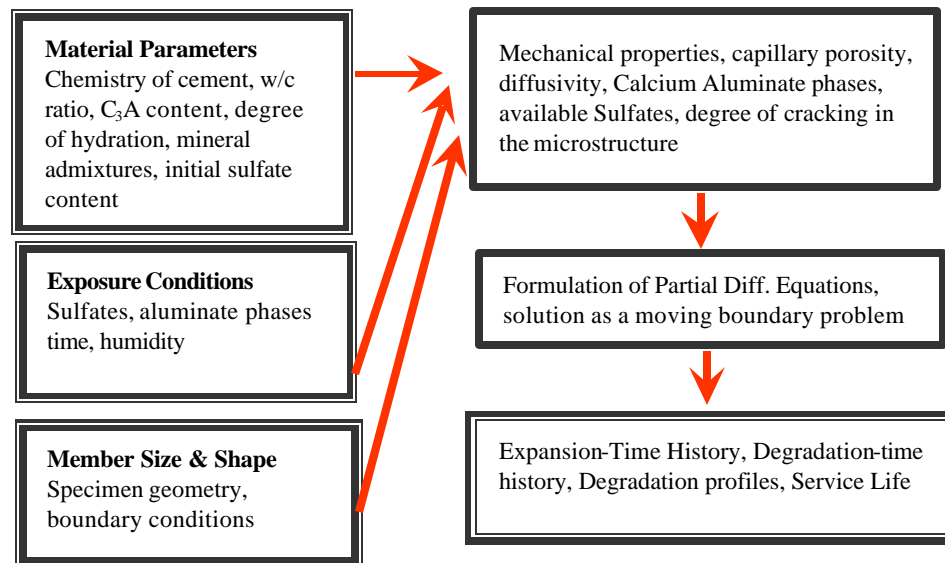 Material Parameters
Chemistry of cement, w/c
ratio, C₃A content, degree
of hydration, mineral
admixtures, initial sulfate
content
Exposure Conditions
Sulfates, aluminate phases
time, humidity
Member Size & Shape
Specimen geometry,
boundary conditions
Mechanical properties, capillary porosity,
diffusivity, Calcium Aluminate phases,
available Sulfates, degree of cracking in
the microstructure
Formulation of Partial Diff. Equations,
solution as a moving boundary problem
Expansion-Time History, Degradation-time
history, Degradation profiles, Service Life